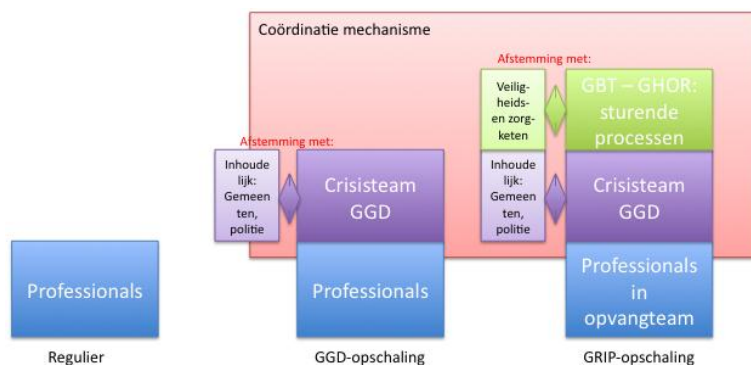 Coördinatie mechanisme
Afstemming met:
Veilig-
heids-
en zorg-
keten
GBT – GHOR:
sturende
processen
Afstemming met:
Inhoude
lijk:
Gemeen
ten,
politie
Crisisteam
GGD
Inhoude
lijk:
Gemeen
ten,
politie
Crisisteam
GGD
Professionals
Professionals
Professionals
in
opvangteam
Regulier
GGD-opschaling
GRIP-opschaling